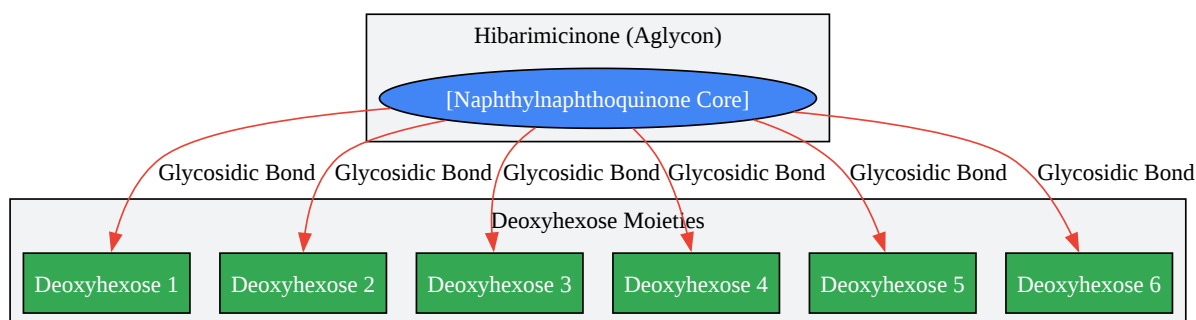 Hibarimicinone (Aglycon)
[Naphthylnaphthoquinone Core]
Glycosidic Bond Glycosidic Bond Glycosidic Bond Glycosidic Bond Glycosidic Bond Glycosidic Bond
Deoxyhexose Moieties
Deoxyhexose 1 Deoxyhexose 2 Deoxyhexose 3 Deoxyhexose 4 Deoxyhexose 5 Deoxyhexose 6